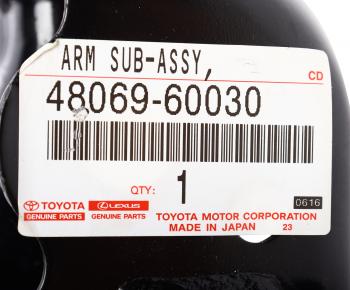 ARM SUB-ASSY,
CD
48069-60030
QTY: 1
TOYOTA LEXUS 0616
GENUINE PARTS GENUINE PARTS TOYOTA MOTOR CORPORATION
MADE IN JAPAN 23